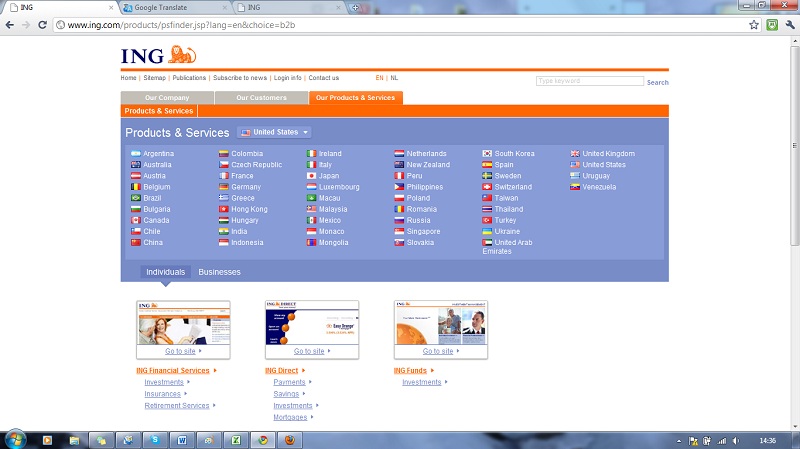 ING
Google Translate
ING
www.ing.com/products/psfinder.jsp?lang=en&choice=b2b
ING
Home | Sitemap | Publications | Subscribe to news | Login info | Contact us
EN | NL
Type keyword
Search
Our Company
Our Customers
Our Products & Services
Products & Services
Products & Services
United States
Argentina
Australia
Austria
Belgium
Brazil
Bulgaria
Canada
Chile
China
Colombia
Czech Republic
France
Germany
Greece
Hong Kong
Hungary
India
Indonesia
Ireland
Italy
Japan
Luxembourg
Macau
Malaysia
Mexico
Monaco
Mongolia
Netherlands
New Zealand
Peru
Philippines
Poland
Romania
Russia
Singapore
Slovakia
South Korea
Spain
Sweden
Switzerland
Taiwan
Thailand
Turkey
Ukraine
United Arab
Emirates
United Kingdom
United States
Uruguay
Venezuela
Individuals
Businesses
ING
Go to site
ING Financial Services
Investments
Insurances
Retirement Services
ING DIRECT
Easy Orange
Go to site
ING Direct
Payments
Savings
Investments
Mortgages
Go to site
ING Funds
Investments
14:36